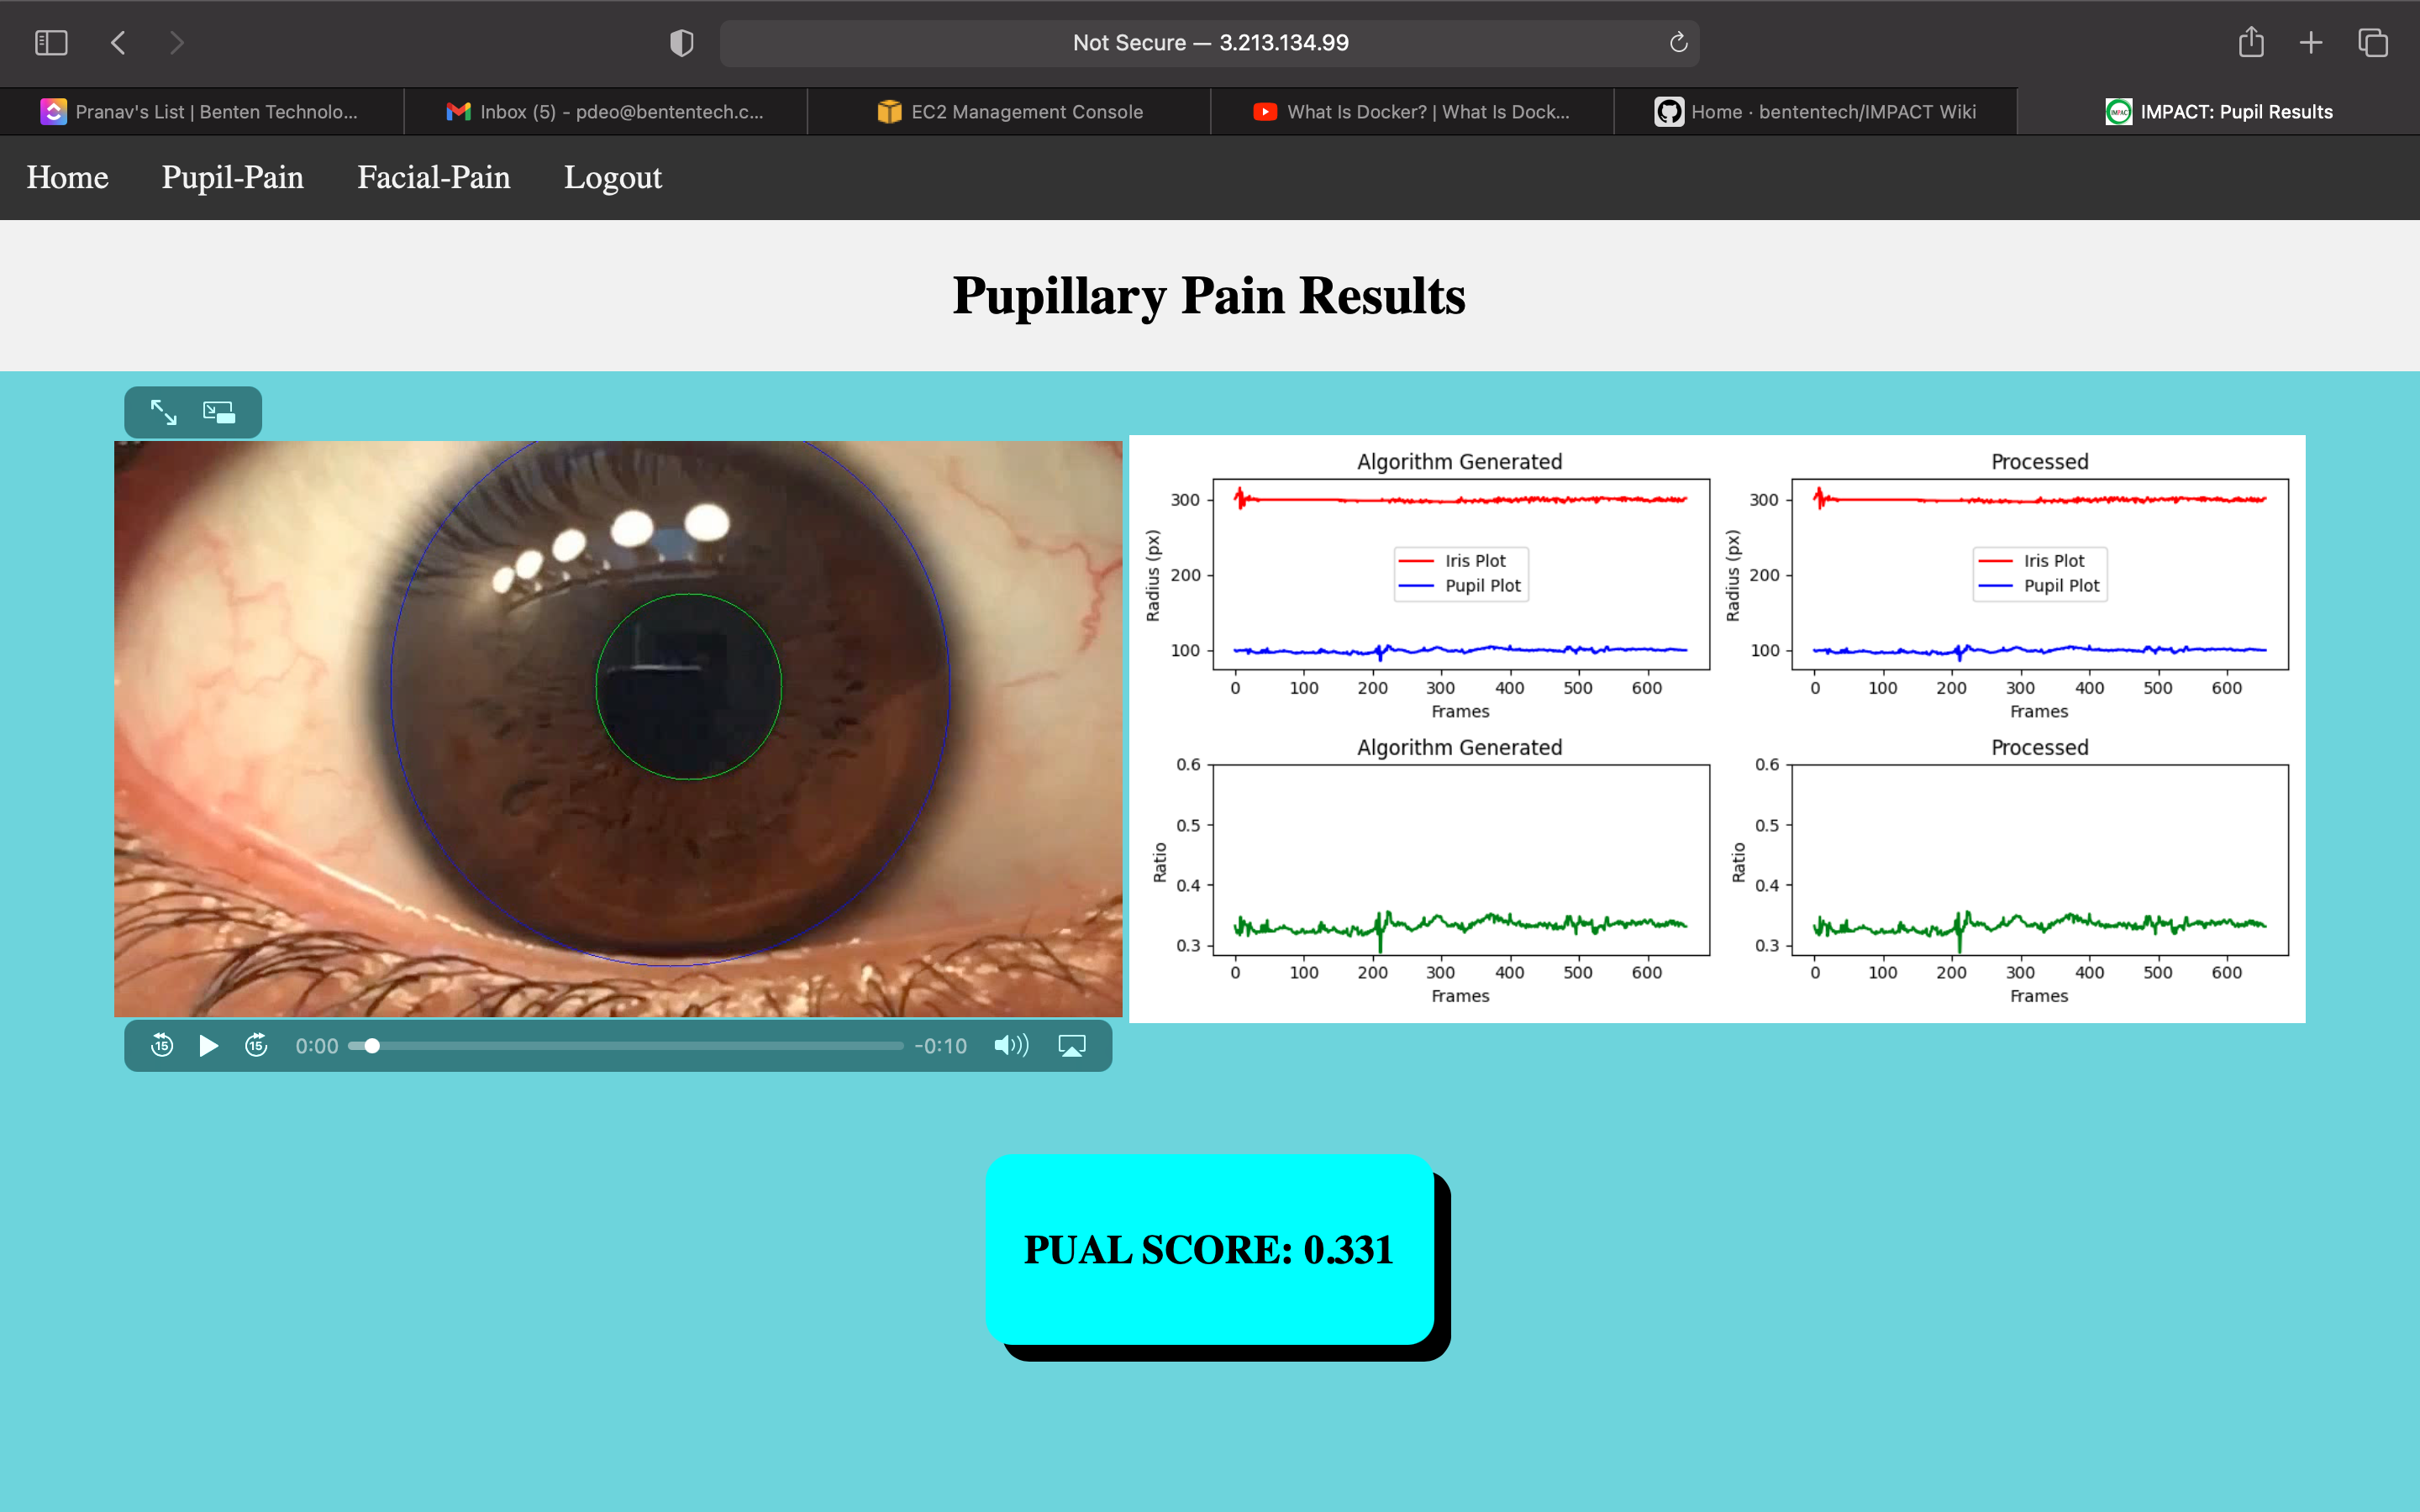 Not Secure — 3.213.134.99
Pranav's List | Benten Technolo...
Inbox (5) - pdeo@bententech.c...
EC2 Management Console
What Is Docker? | What Is Dock...
Home · bententech/IMPACT Wiki
IMPACT: Pupil Results
Home Pupil-Pain Facial-Pain Logout
Pupillary Pain Results
Algorithm Generated
300
200
100
Radius (px)
Iris Plot
Pupil Plot
0 100 200 300 400 500 600
Frames
Processed
300
200
100
Radius (px)
Iris Plot
Pupil Plot
0 100 200 300 400 500 600
Frames
Algorithm Generated
0.6
0.5
0.4
0.3
Ratio
0 100 200 300 400 500 600
Frames
Processed
0.6
0.5
0.4
0.3
Ratio
0 100 200 300 400 500 600
Frames
15 15 0:00 -0:10
PUAL SCORE: 0.331